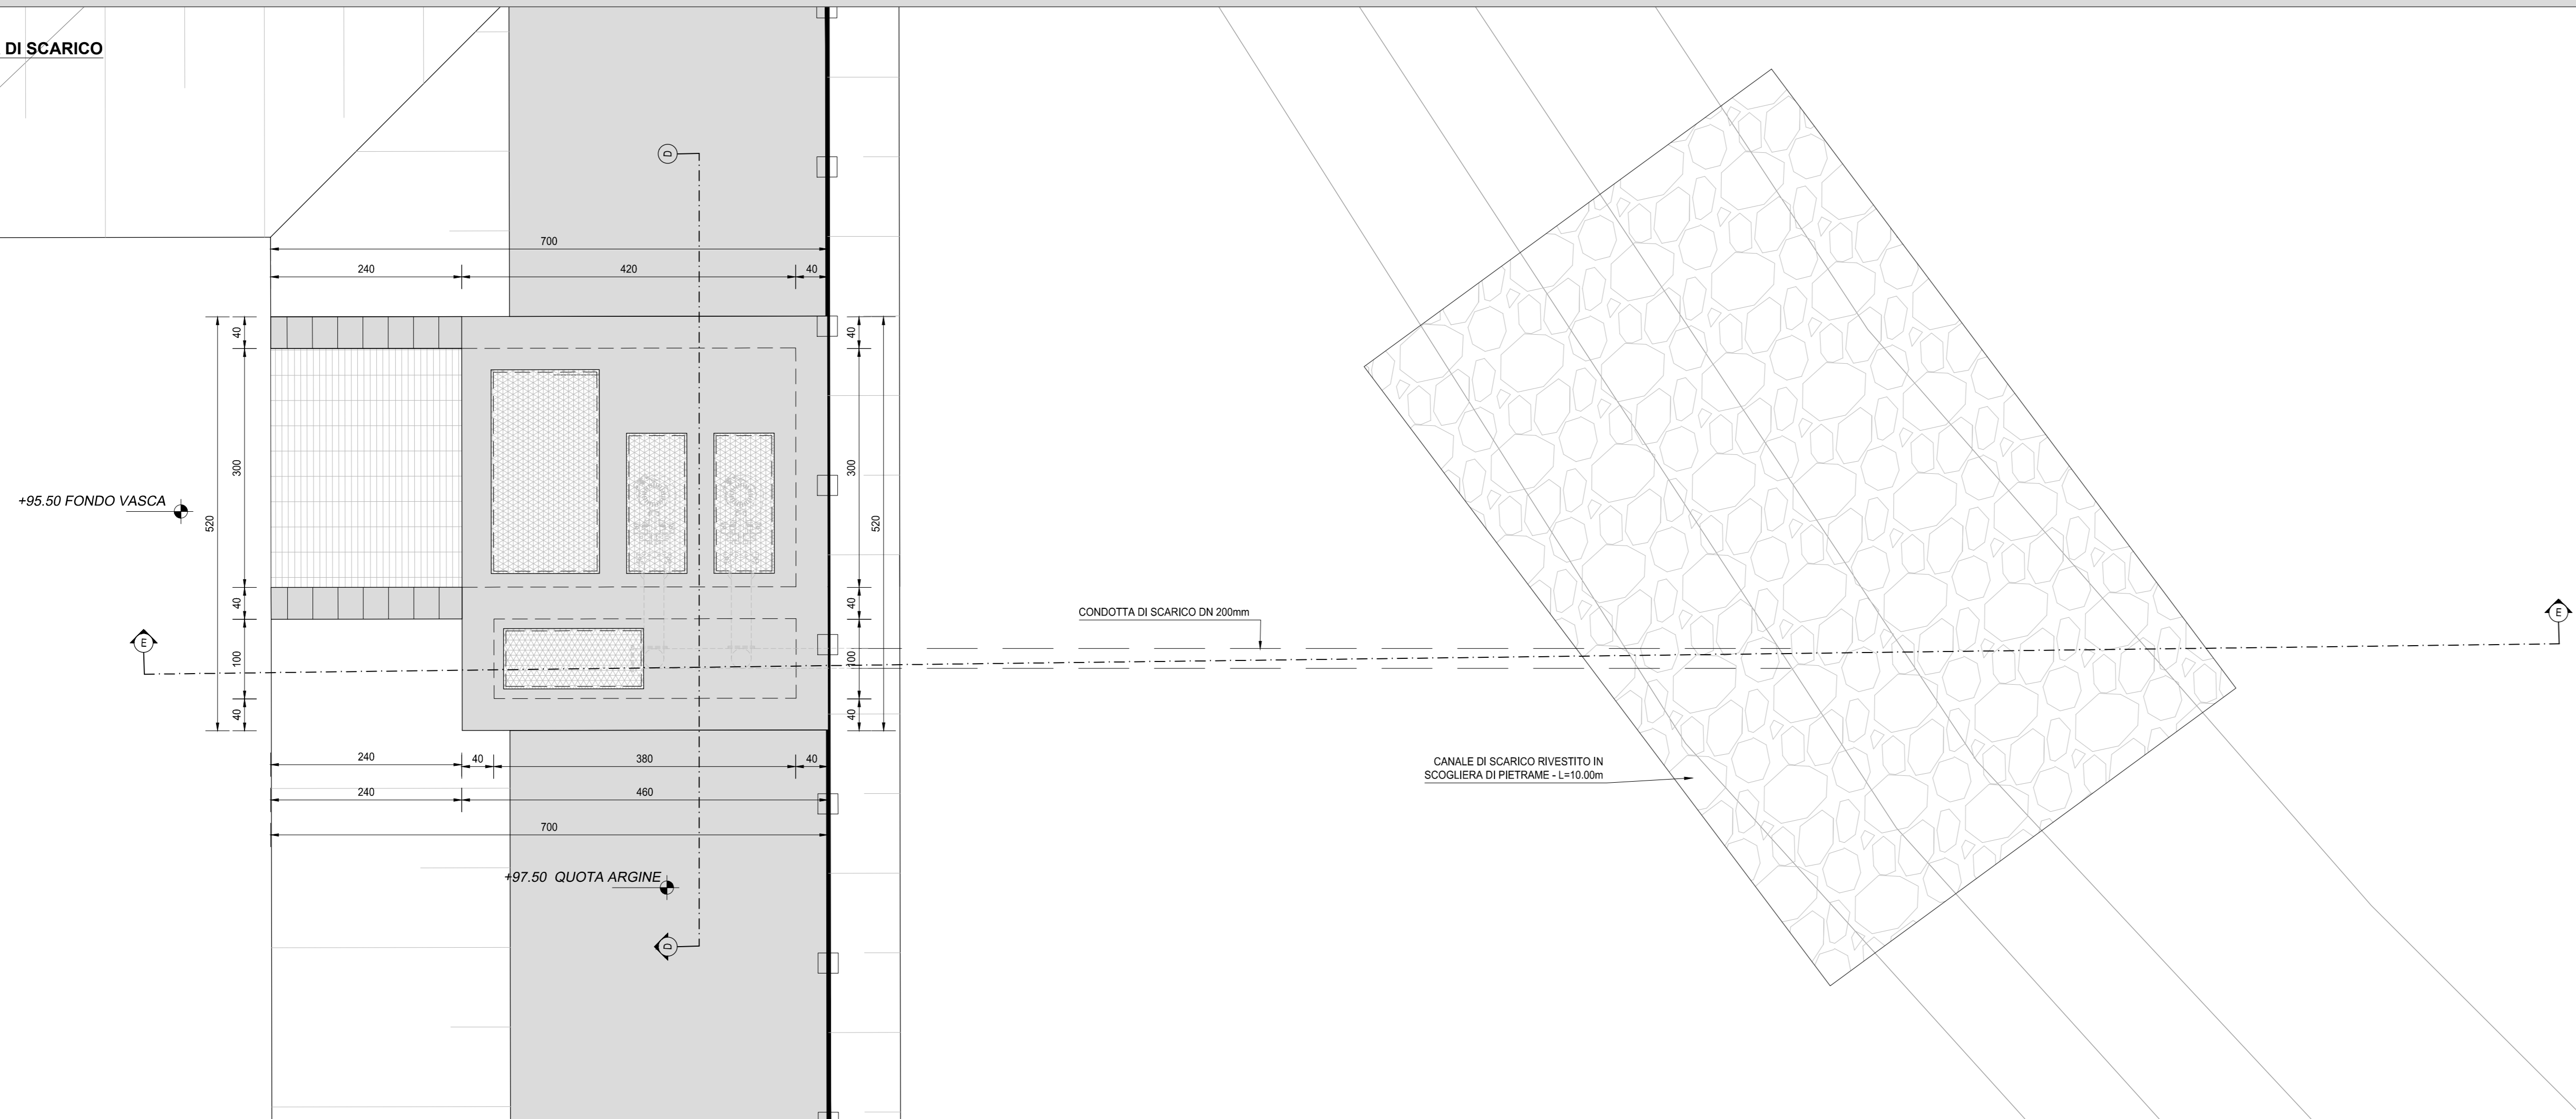 DI SCARICO
D
700
240
420
40
40
40
300
300
+95.50 FONDO VASCA
520
520
40
40
CONDOTTA DI SCARICO DN 200mm
E
E
100
100
40
40
240
40
380
40
CANALE DI SCARICO RIVESTITO IN
SCOGLIERA DI PIETRAME - L=10.00m
240
460
700
+97.50 QUOTA ARGINE
D